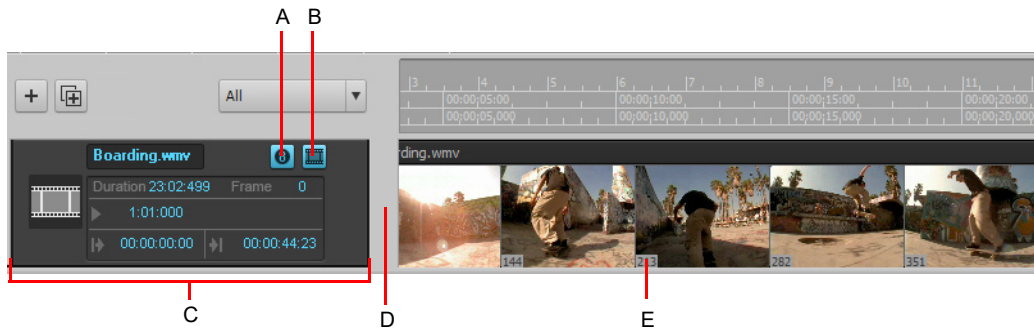 A B
All
3 4 5 6 7 8 9 10 11
00:00;05:00 00:00;10:00 00:00;15:00 00:00;20:00
00:00;05,000 00:00;10,000 00:00;15,000 00:00;20,000
Boarding.wmv
rding.wmv
Duration 23:02:499 Frame 0
1:01:000
00:00:00:00 00:00:44:23
144 213 282 351
C D E